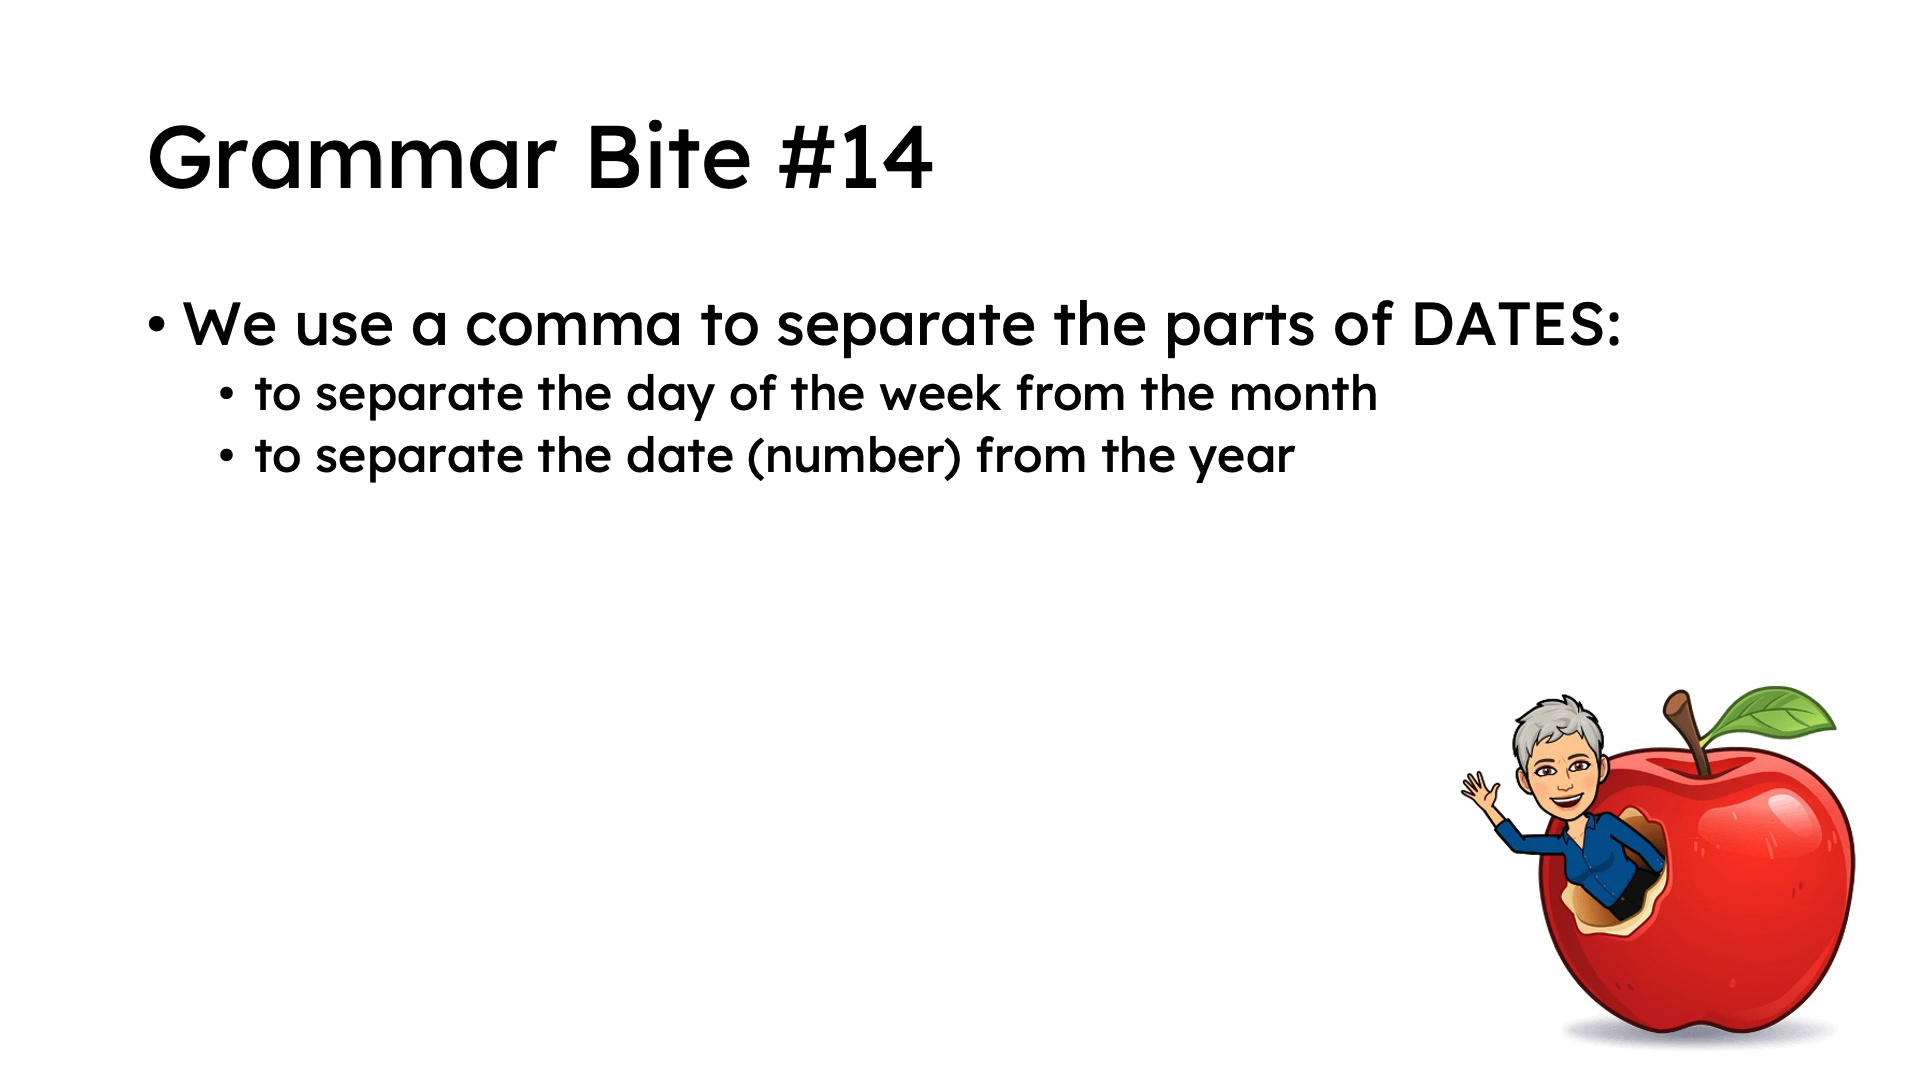 Grammar Bite #14
• We use a comma to separate the parts of DATES:
• to separate the day of the week from the month
• to separate the date (number) from the year